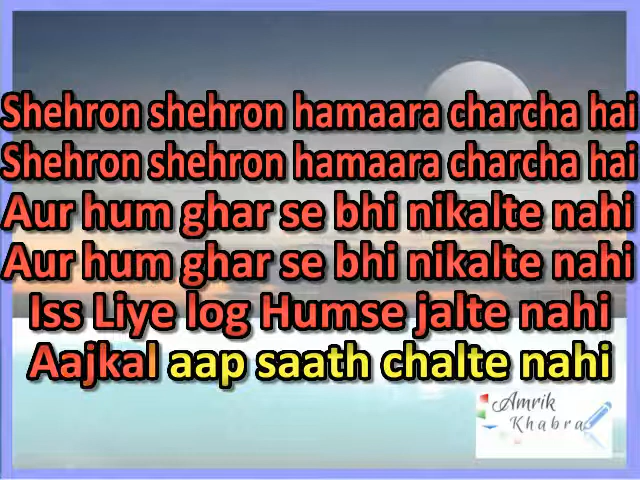 Shehron shehron hamaara charcha hai
Shehron shehron hamaara charcha hai
Aur hum ghar se bhi nikalte nahi
Aur hum ghar se bhi nikalte nahi
Iss Liye log Humse jalte nahi
Aajkal aap saath chalte nahi
Amrik
Khabra